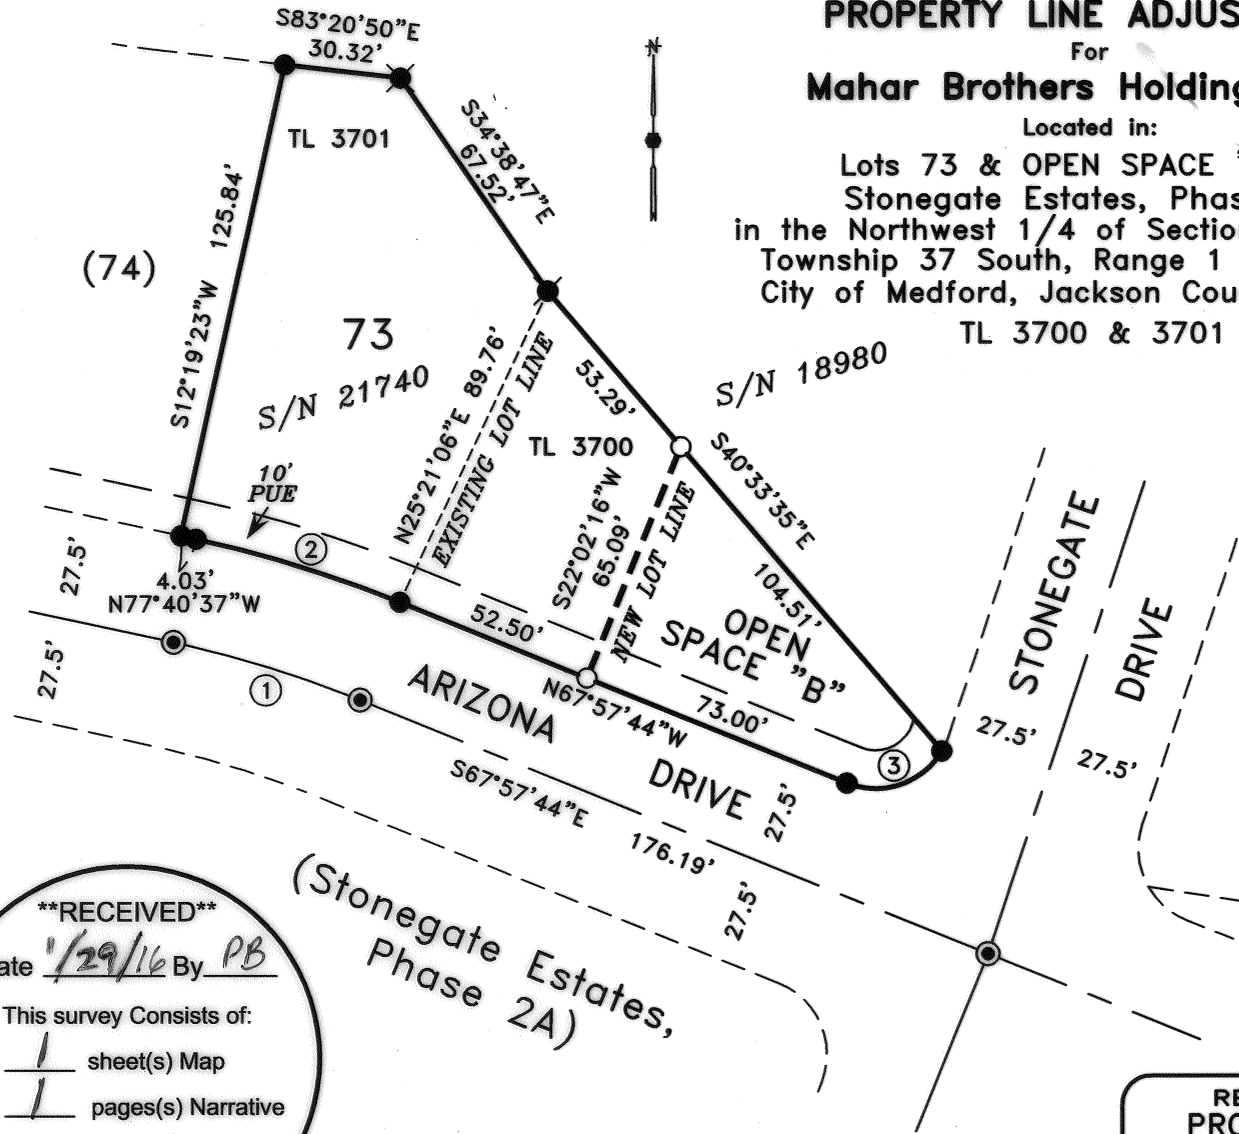 S83°20'50"E
30.32'
N
PROPERTY LINE ADJUS
For
Mahar Brothers Holding
Located in:
Lots 73 & OPEN SPACE "
Stonegate Estates, Phas
in the Northwest 1/4 of Section
Township 37 South, Range 1
City of Medford, Jackson Cou
TL 3700 & 3701
TL 3701
S34°38'47"E
67.52'
S12°19'23"W 125.84'
(74)
73
S/N 21740
N25°21'06"E 89.76'
EXISTING LOT LINE
53.29'
S/N 18980
TL 3700
S40°33'35"E
104.51'
S22°02'16"W
65.09'
NEW LOT LINE
10'
PUE
2
27.5'
4.03'
N77°40'37"W
52.50'
OPEN
SPACE "B"
STONEGATE
DRIVE
27.5'
27.5'
27.5'
1
ARIZONA
DRIVE
N67°57'44"W
73.00'
3
S67°57'44"E
176.19'
27.5'
27.5'
(Stonegate Estates,
Phase 2A)
**RECEIVED**
ate 11/29/16 By PB
This survey Consists of:
1 sheet(s) Map
1 pages(s) Narrative
RE
PRO